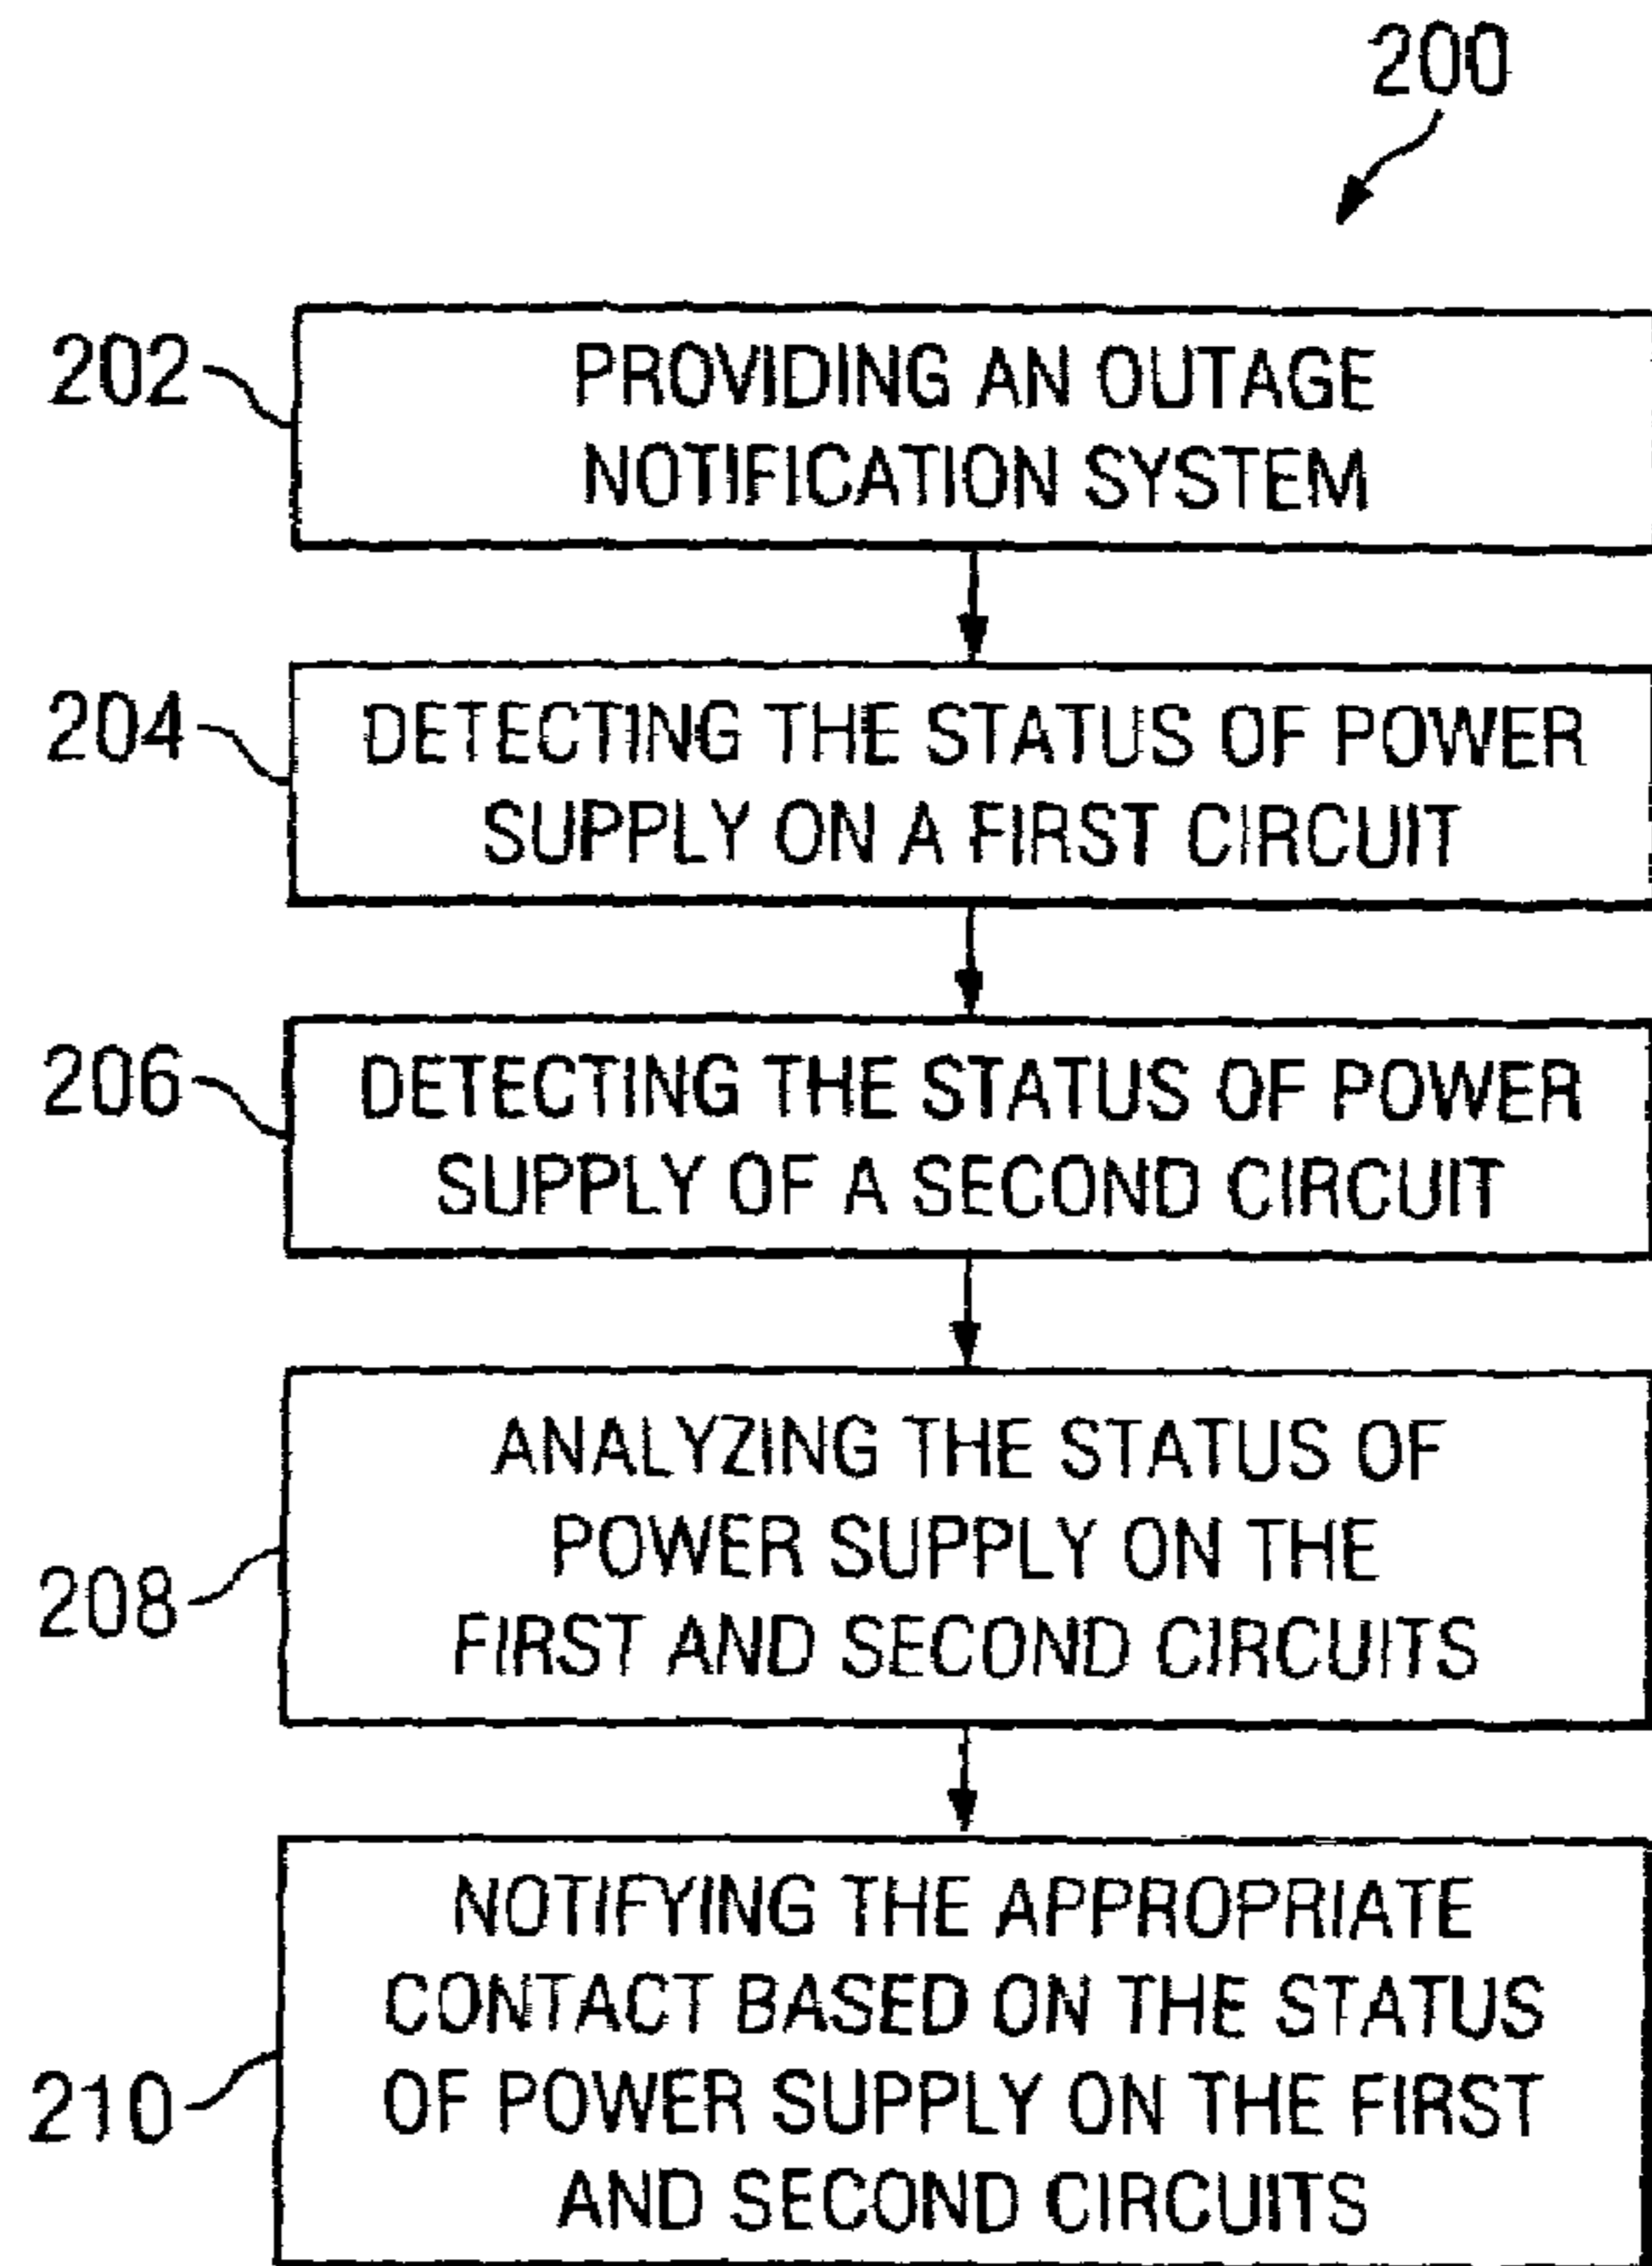 200
202
PROVIDING AN OUTAGE
NOTIFICATION SYSTEM
204
DETECTING THE STATUS OF POWER
SUPPLY ON A FIRST CIRCUIT
206
DETECTING THE STATUS OF POWER
SUPPLY OF A SECOND CIRCUIT
208
ANALYZING THE STATUS OF
POWER SUPPLY ON THE
FIRST AND SECOND CIRCUITS
210
NOTIFYING THE APPROPRIATE
CONTACT BASED ON THE STATUS
OF POWER SUPPLY ON THE FIRST
AND SECOND CIRCUITS